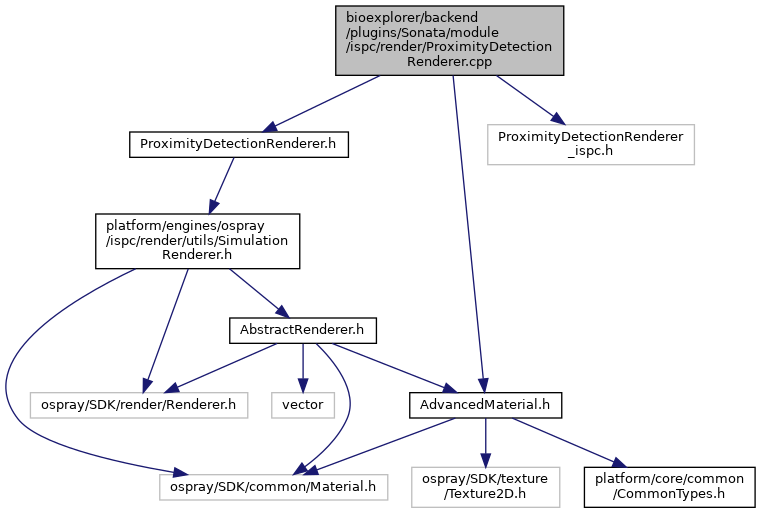 bioexplorer/backend
/plugins/Sonata/module
/ispc/render/ProximityDetection
Renderer.cpp
ProximityDetectionRenderer.h
ProximityDetectionRenderer
_ispc.h
platform/engines/ospray
/ispc/render/utils/Simulation
Renderer.h
AbstractRenderer.h
ospray/SDK/render/Renderer.h
vector
AdvancedMaterial.h
ospray/SDK/common/Material.h
ospray/SDK/texture
/Texture2D.h
platform/core/common
/CommonTypes.h